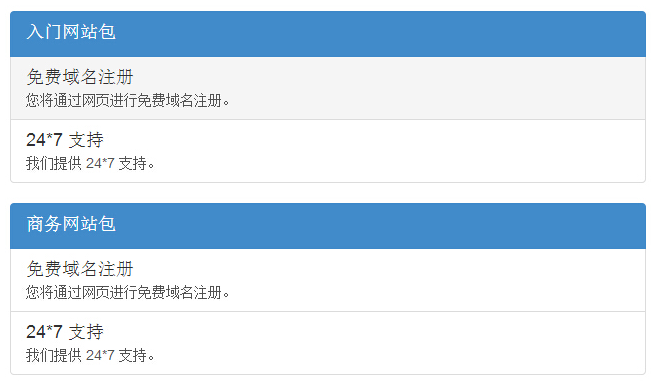 入门网站包
免费域名注册
您将通过网页进行免费域名注册。
24*7 支持
我们提供 24*7 支持。
商务网站包
免费域名注册
您将通过网页进行免费域名注册。
24*7 支持
我们提供 24*7 支持。